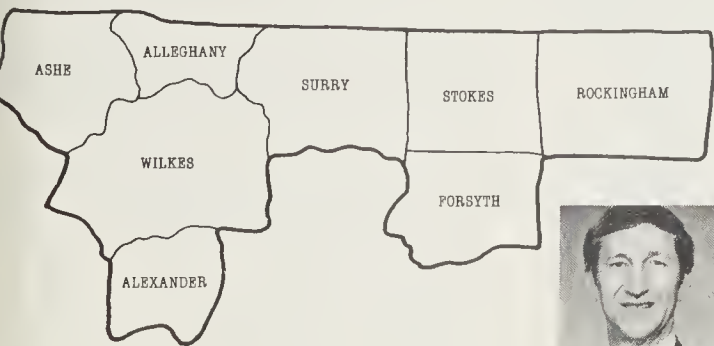 ALLEGHANY
ASHE
SURRY
STOKES
ROCKINGHAM
WILKES
FORSYTH
ALEXANDER